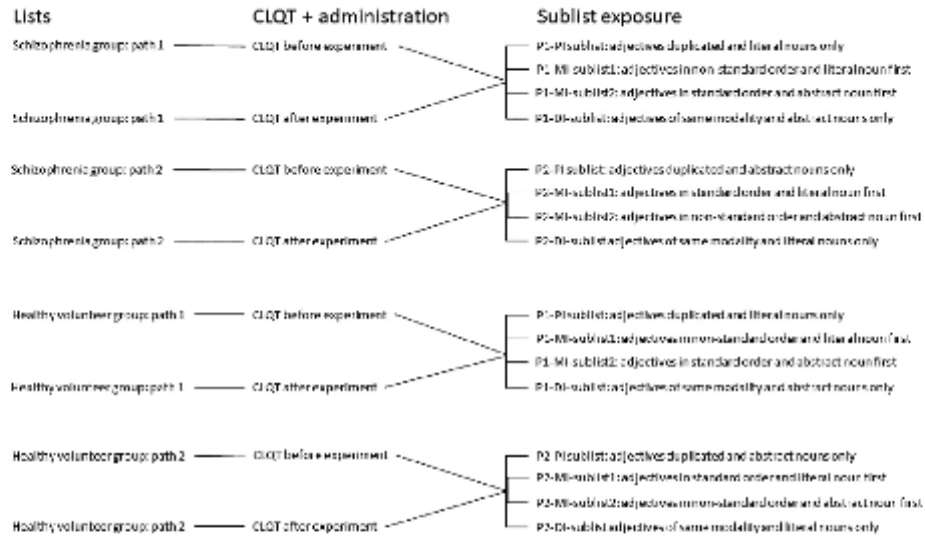 Lists CLQT + administration Sublist exposure
Schizophrenia group: path 1 CLQT before experiment P1-PI sublist: adjectives duplicated and literal nouns only
P1-MI-sublist1: adjectives in non-standard order and literal noun first
P1-MI-sublist2: adjectives in standard order and abstract noun first
Schizophrenia group: path 1 CLQT after experiment P1-DI-sublist: adjectives of same modality and abstract nouns only
Schizophrenia group: path 2 CLQT before experiment P2-PI sublist: adjectives duplicated and abstract nouns only
P2-MI-sublist1: adjectives in standard order and literal noun first
P2-MI-sublist2: adjectives in non-standard order and abstract noun first
Schizophrenia group: path 2 CLQT after experiment P2-DI-sublist adjectives of same modality and literal nouns only
Healthy volunteer group: path 1 CLQT before experiment P1-PI sublist: adjectives duplicated and literal nouns only
P1-MI-sublist1: adjectives in non-standard order and literal noun first
P1-MI-sublist2: adjectives in standard order and abstract noun first
Healthy volunteer group: path 1 CLQT after experiment P1-DI-sublist: adjectives of same modality and abstract nouns only
Healthy volunteer group: path 2 CLQT before experiment P2-PI sublist: adjectives duplicated and abstract nouns only
P2-MI-sublist1: adjectives in standard order and literal noun first
P2-MI-sublist2: adjectives in non-standard order and abstract noun first
Healthy volunteer group: path 2 CLQT after experiment P2-DI-sublist adjectives of same modality and literal nouns only